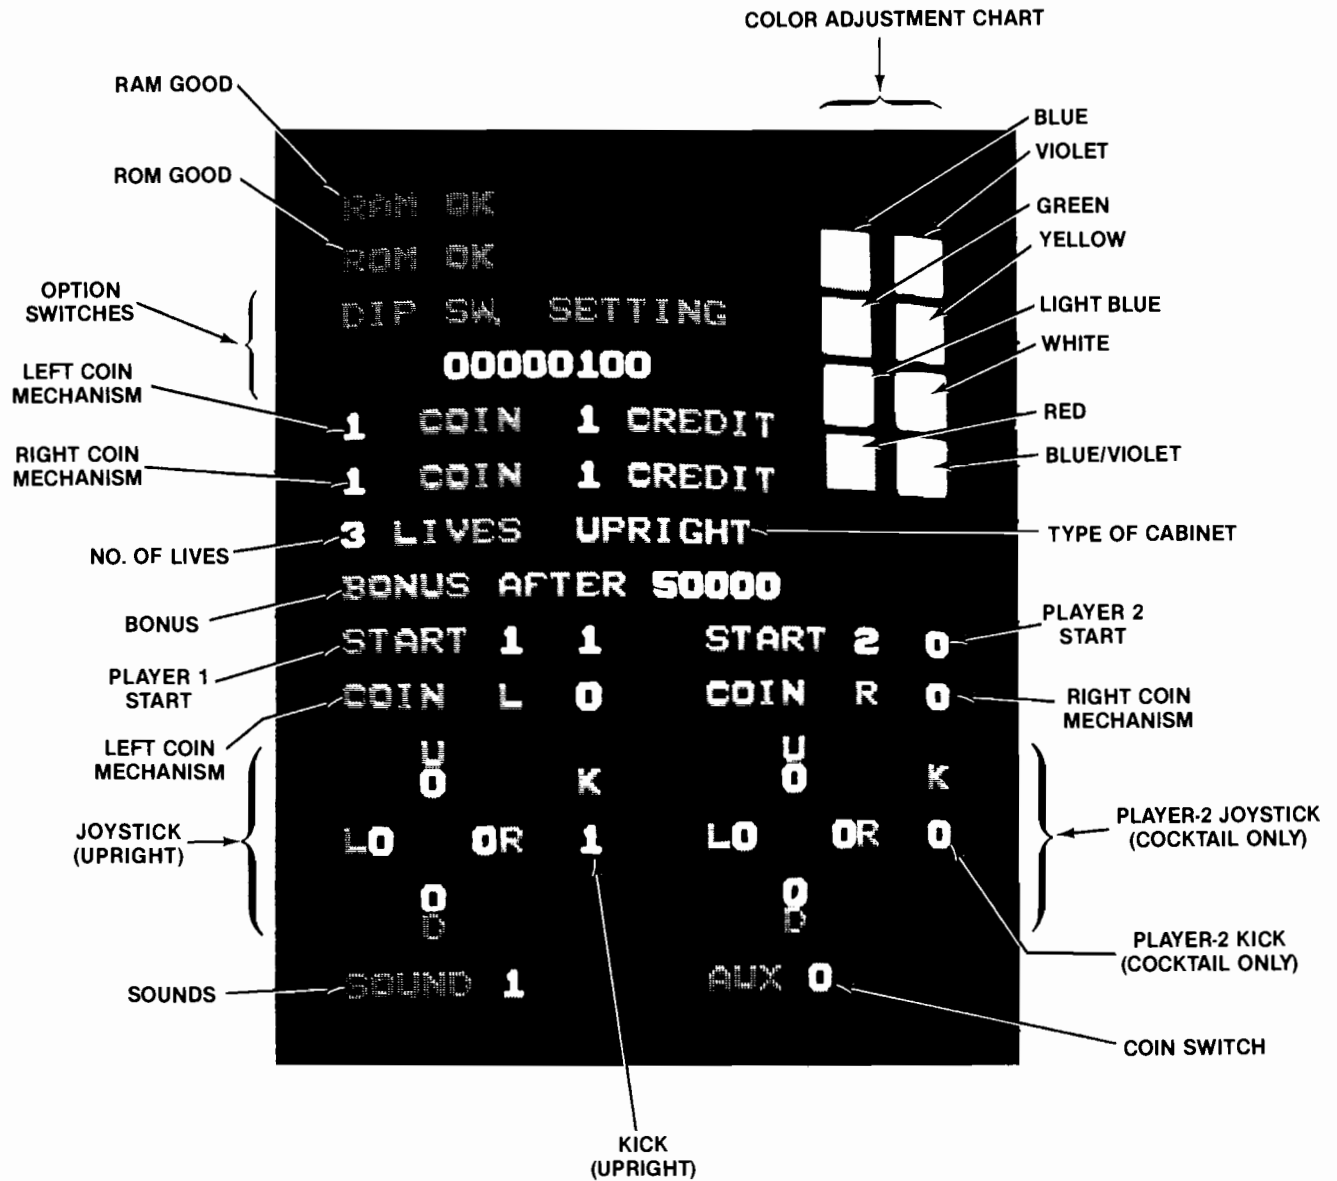 COLOR ADJUSTMENT CHART
RAM GOOD
BLUE
VIOLET
ROM GOOD
GREEN
YELLOW
RAM OK
ROM OK
OPTION
SWITCHES
LIGHT BLUE
WHITE
DIP SW. SETTING
00000100
LEFT COIN
MECHANISM
RED
1 COIN 1 CREDIT
BLUE/VIOLET
RIGHT COIN
MECHANISM
1 COIN 1 CREDIT
3 LIVES UPRIGHT
TYPE OF CABINET
NO. OF LIVES
BONUS AFTER 50000
BONUS
PLAYER 2
START
START 1 1 START 2 0
PLAYER 1
START
COIN L 0 COIN R 0
RIGHT COIN
MECHANISM
LEFT COIN
MECHANISM
U U
0 K 0 K
JOYSTICK
(UPRIGHT)
L0 0R 1 L0 0R 0
PLAYER-2 JOYSTICK
(COCKTAIL ONLY)
0 0
D D
PLAYER-2 KICK
(COCKTAIL ONLY)
SOUNDS
SOUND 1 AUX 0
COIN SWITCH
KICK
(UPRIGHT)